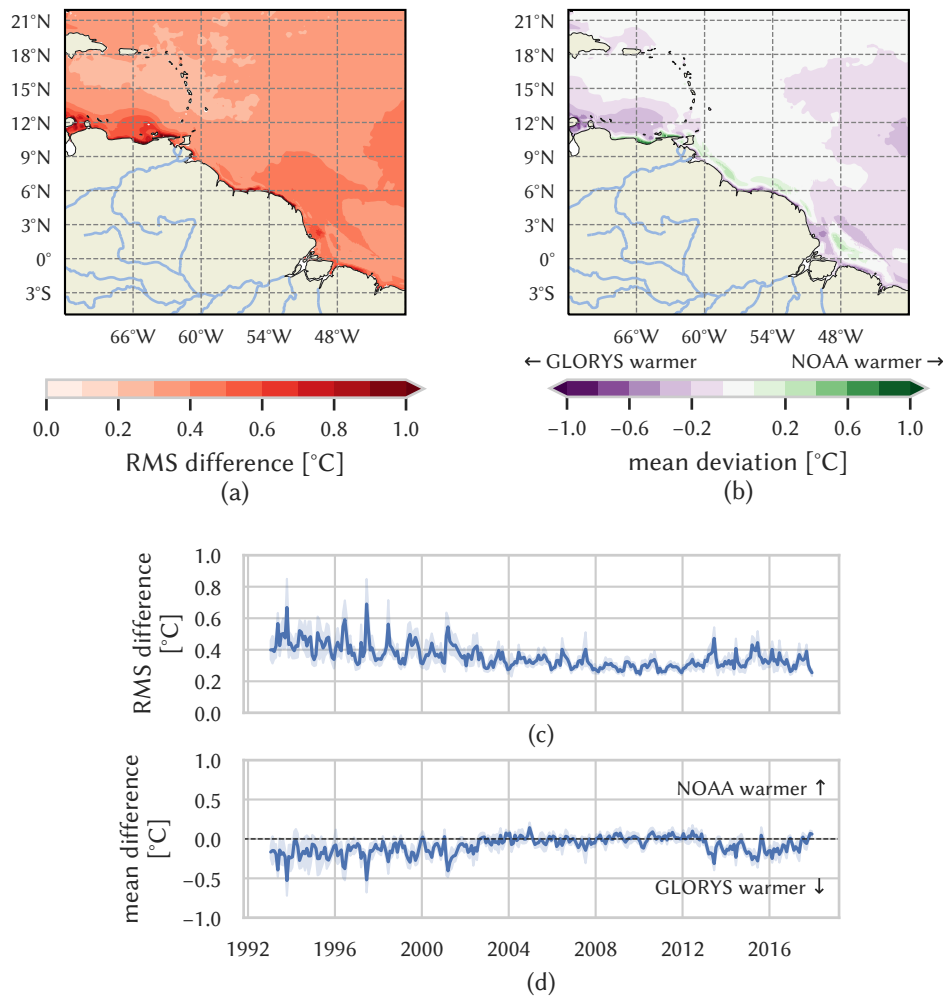 21°N
18°N
15°N
12°N
9°N
6°N
3°N
0°
3°S
66°W 60°W 54°W 48°W
0.0 0.2 0.4 0.6 0.8 1.0
RMS difference [°C]
(a)
21°N
18°N
15°N
12°N
9°N
6°N
3°N
0°
3°S
66°W 60°W 54°W 48°W
← GLORYS warmer NOAA warmer →
−1.0 −0.6 −0.2 0.2 0.6 1.0
mean deviation [°C]
(b)
RMS difference
[°C]
1.0
0.8
0.6
0.4
0.2
0.0
(c)
mean difference
[°C]
1.0
0.5
0.0
−0.5
−1.0
NOAA warmer ↑
GLORYS warmer ↓
1992 1996 2000 2004 2008 2012 2016
(d)